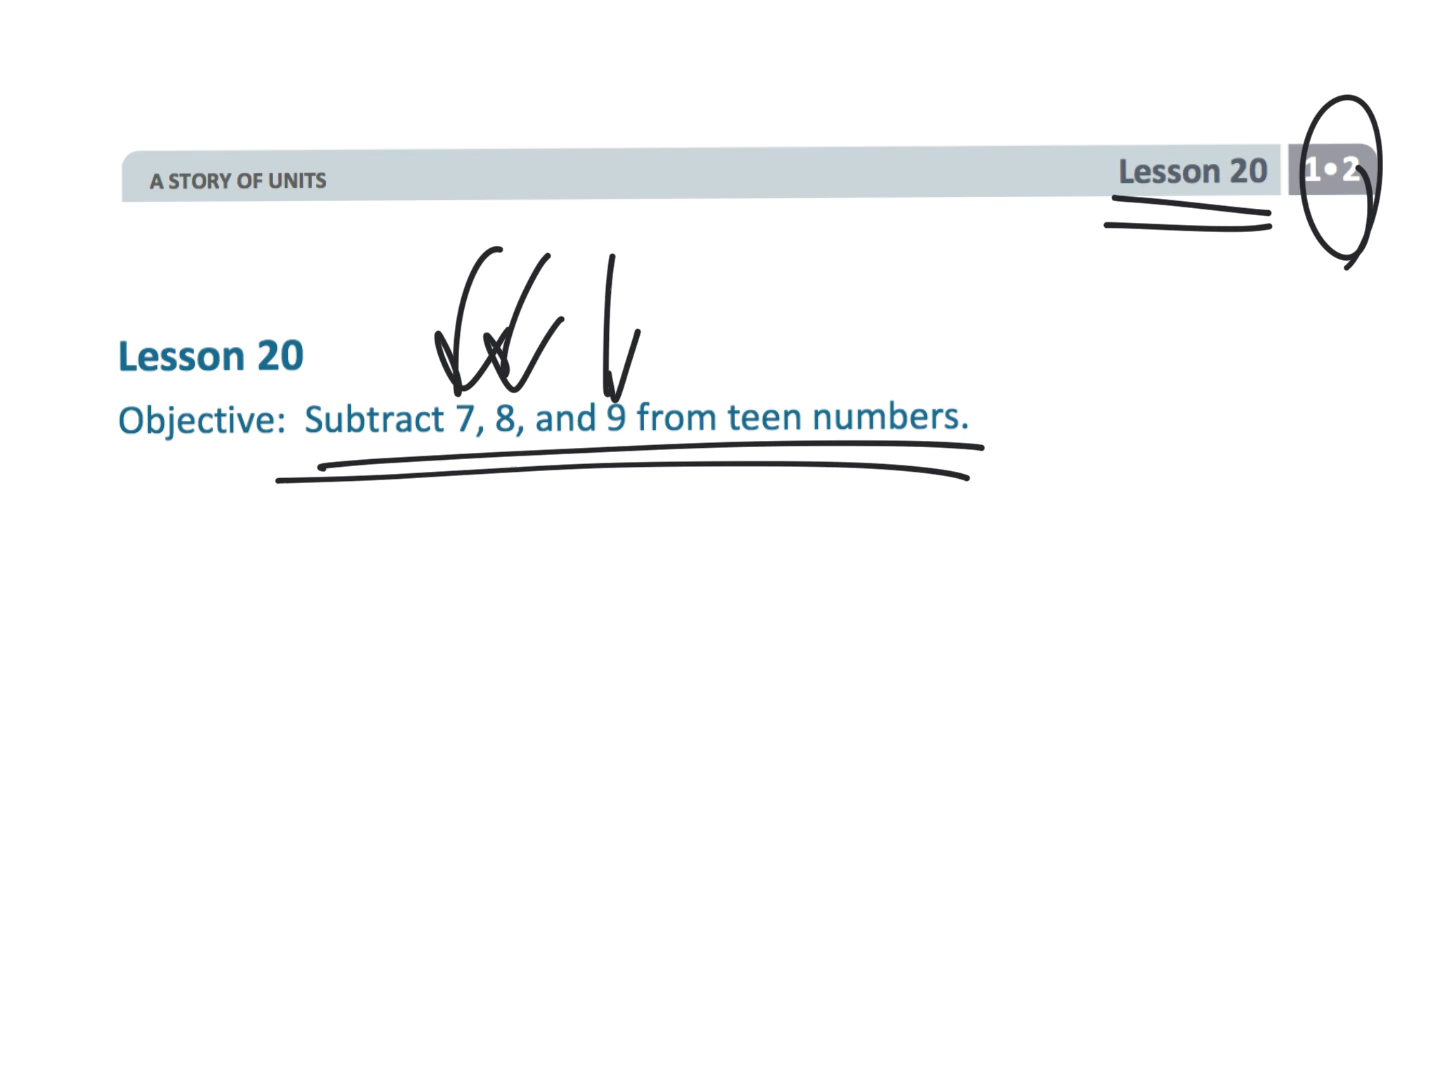 A STORY OF UNITS
Lesson 20
1•2
Lesson 20
Objective: Subtract 7, 8, and 9 from teen numbers.